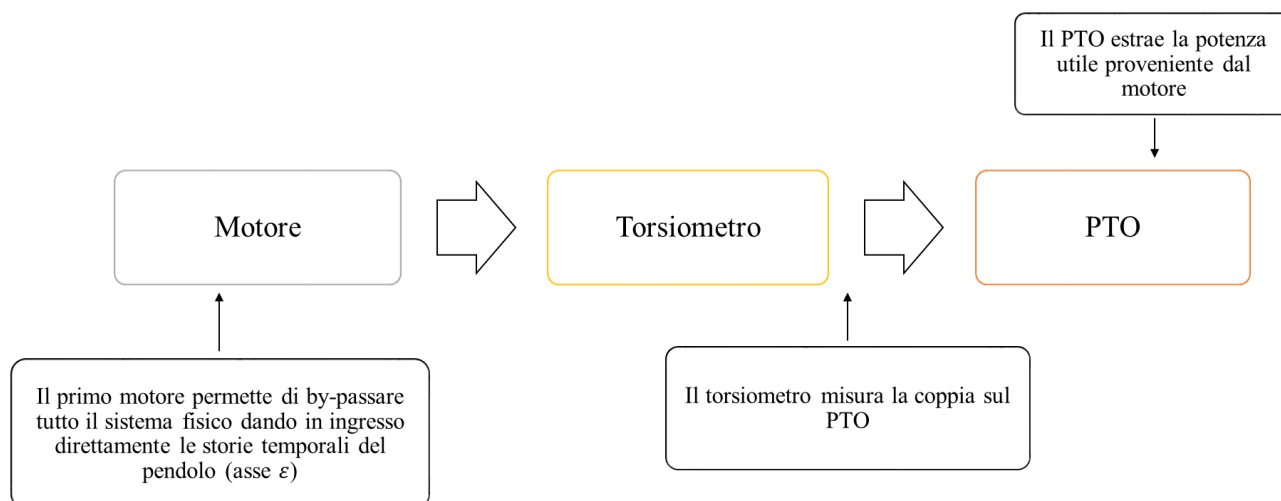 Il PTO estrae la potenza
utile proveniente dal
motore
Motore
Torsiometro
PTO
Il primo motore permette di by-passare
tutto il sistema fisico dando in ingresso
direttamente le storie temporali del
pendolo (asse ε)
Il torsiometro misura la coppia sul
PTO